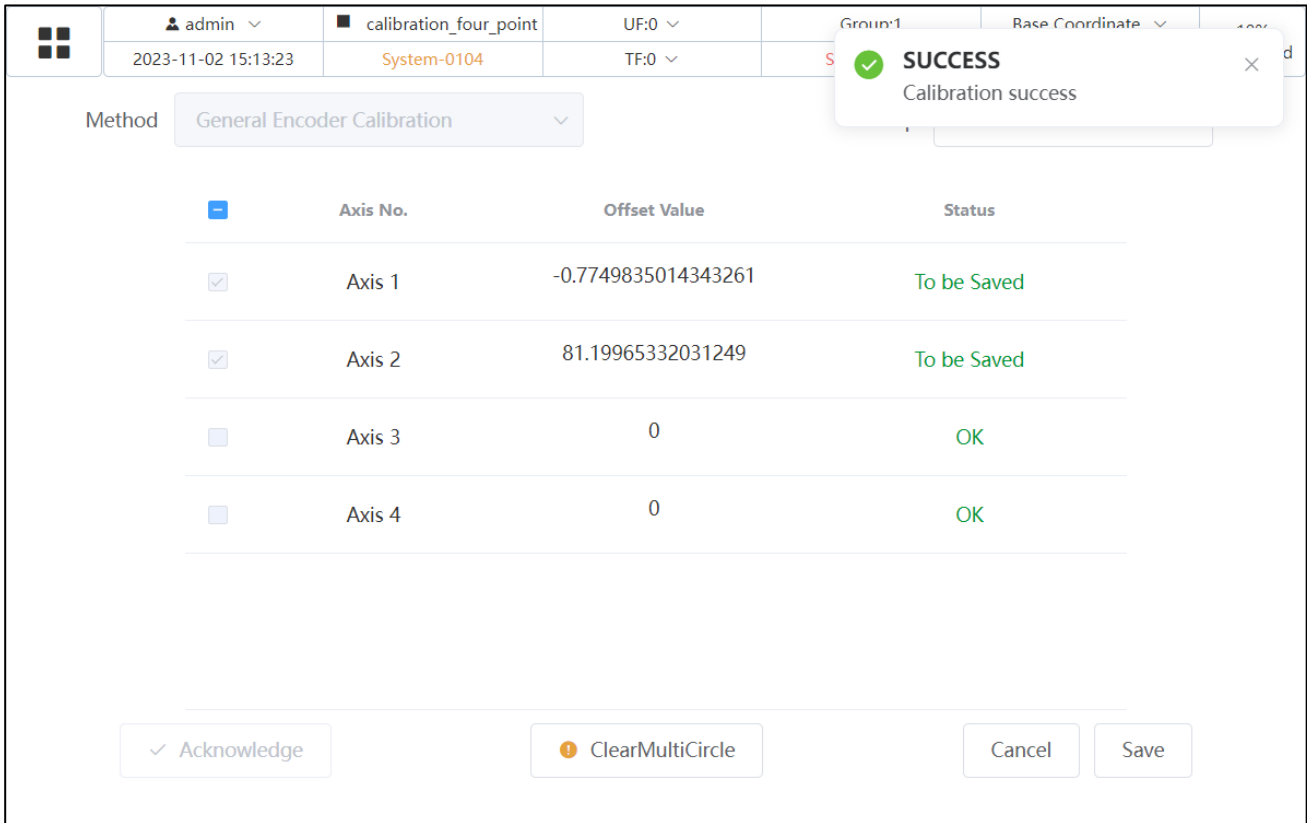 admin
calibration_four_point
UF:0
Group:1
Base Coordinate
2023-11-02 15:13:23
System-0104
TF:0
SUCCESS
Calibration success
Method
General Encoder Calibration
Axis No.
Offset Value
Status
Axis 1
-0.7749835014343261
To be Saved
Axis 2
81.19965332031249
To be Saved
Axis 3
0
OK
Axis 4
0
OK
Acknowledge
ClearMultiCircle
Cancel
Save